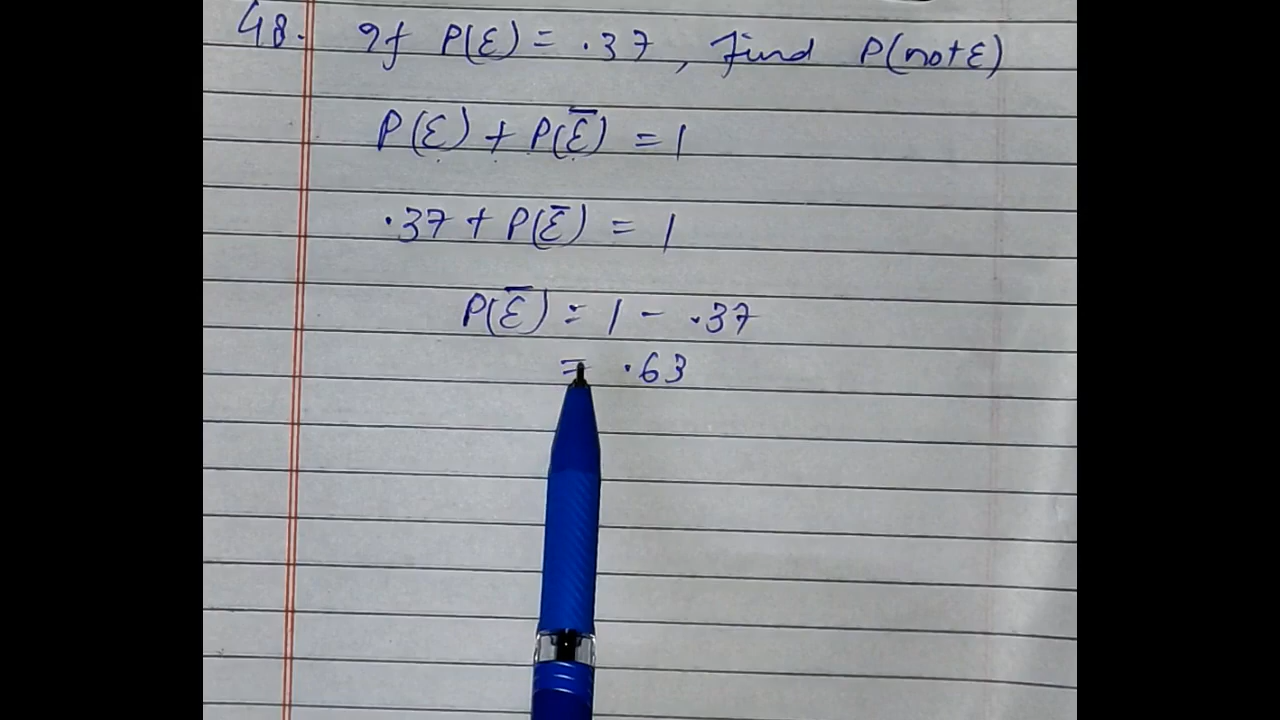 48. If P(E) = .37, find P(not E)
P(E) + P(E̅) = 1
.37 + P(E̅) = 1
P(E̅) = 1 - .37
= .63